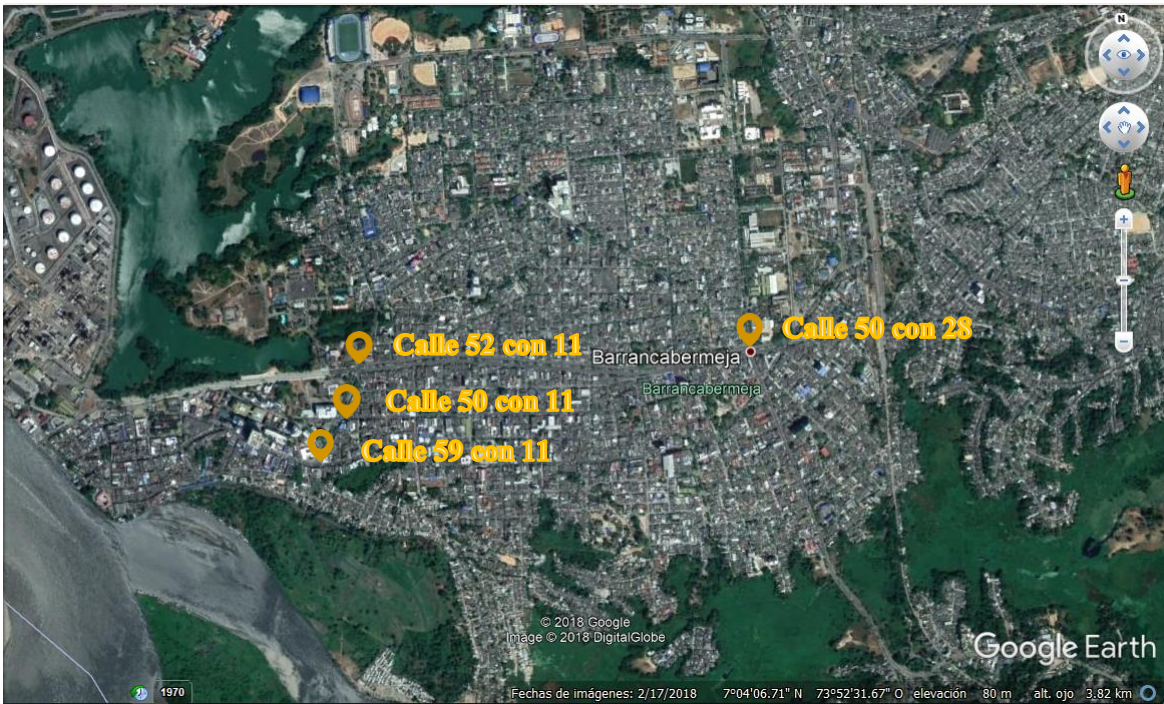 N
Calle 50 con 28
Calle 52 con 11
Barrancabermeja
Barrancabermeja
Calle 50 con 11
Calle 59 con 11
© 2018 Google
Image © 2018 DigitalGlobe
Google Earth
1970
Fechas de imágenes: 2/17/2018 7°04'06.71" N 73°52'31.67" O elevación 80 m alt. ojo 3.82 km